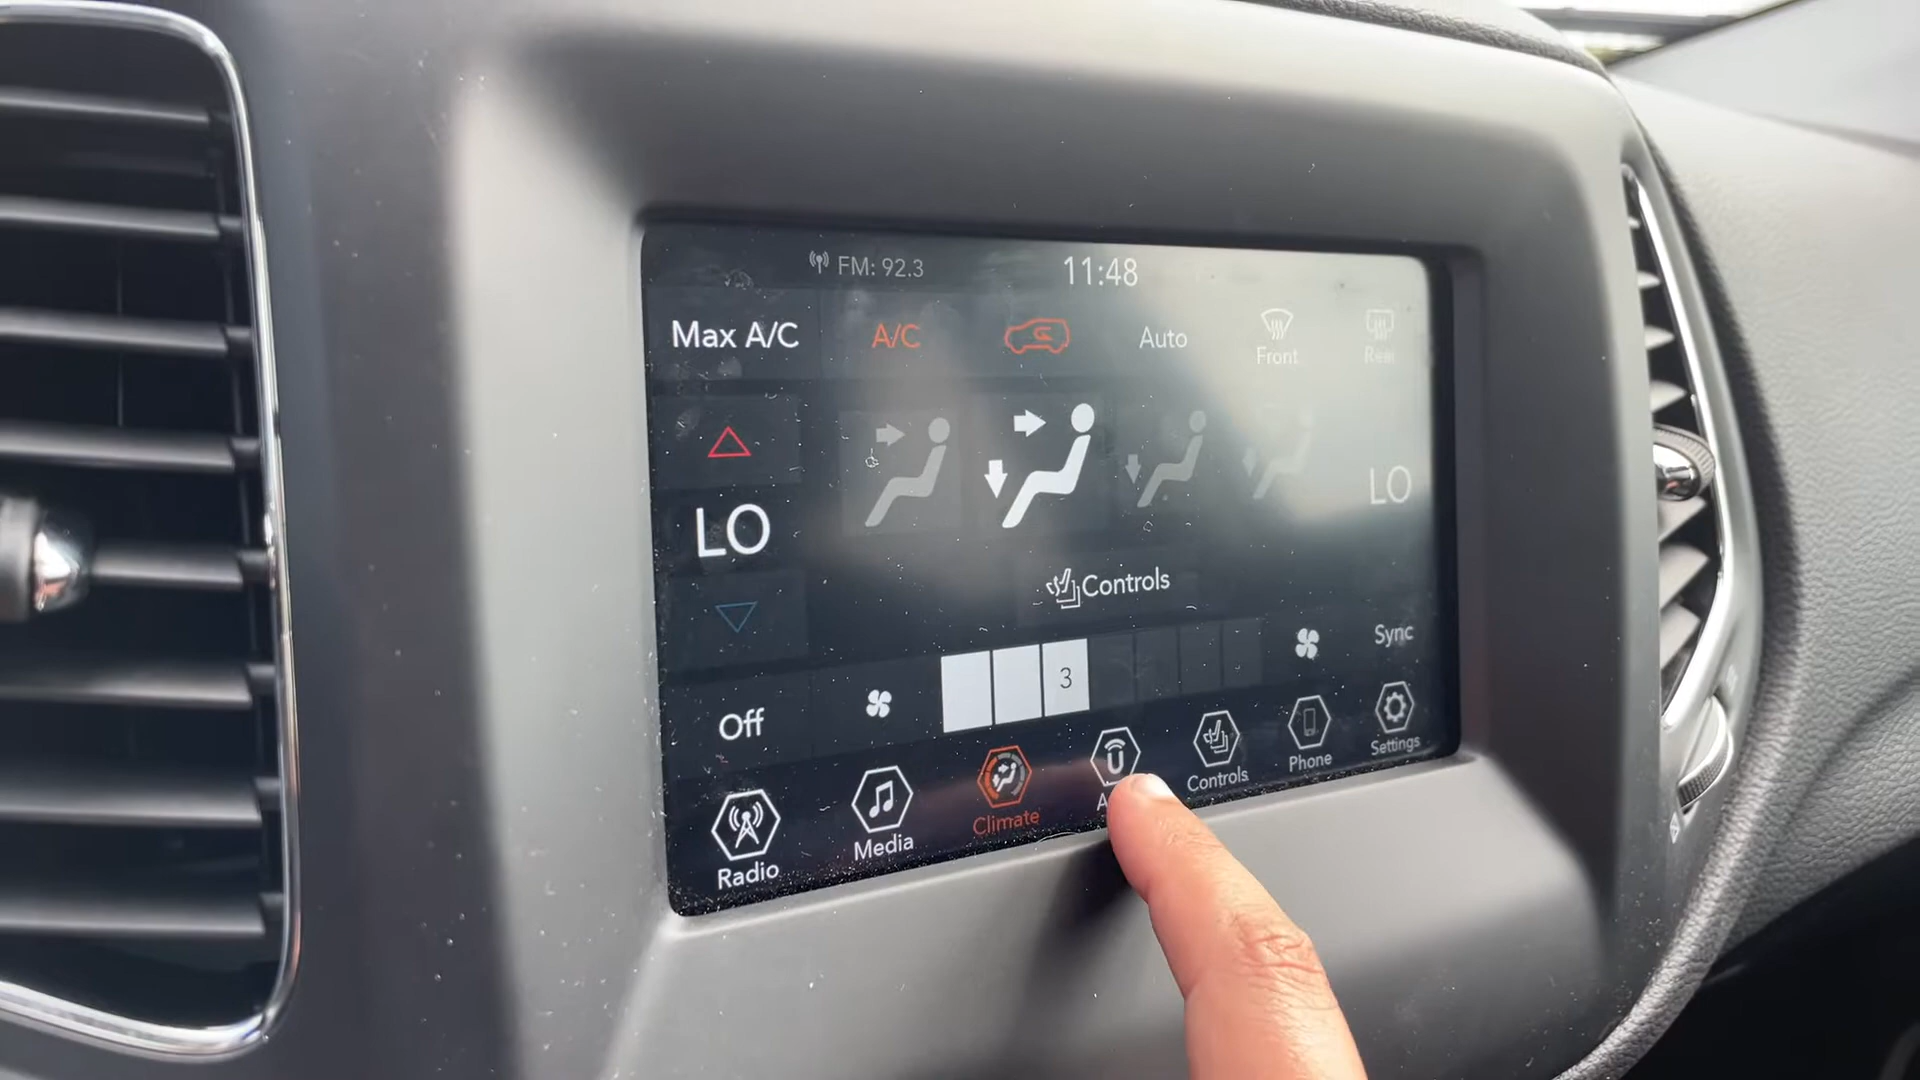 FM: 92.3
11:48
Max A/C
A/C
Auto
Front
Rear
LO
LO
Controls
Sync
3
Off
Radio
Media
Climate
Controls
Phone
Settings